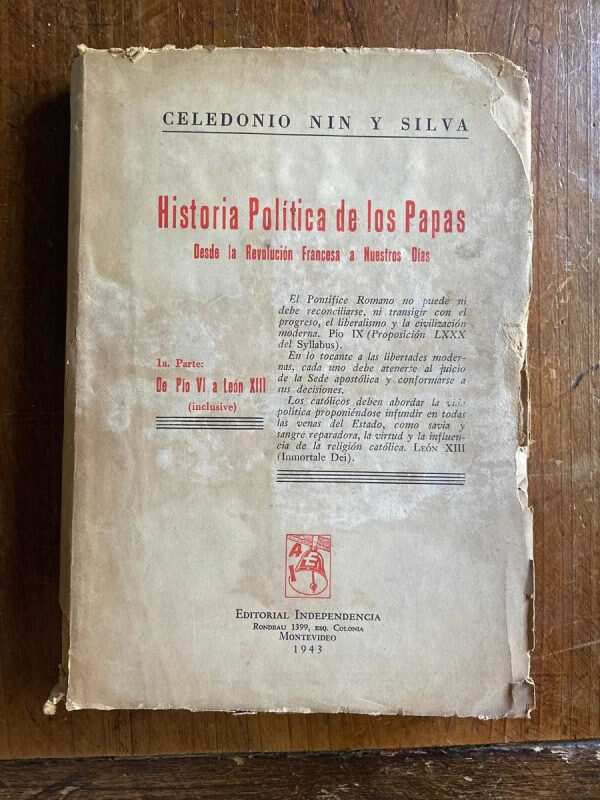 CELEDONIO NIN Y SILVA
Historia Política de los Papas
Desde la Revolución Francesa a Nuestros Días
El Pontífice Romano no puede ni
debe reconciliarse, ni transigir con el
progreso, el liberalismo y la civilización
moderna. Pio IX (Proposición LXXX
del Syllabus).
En lo tocante a las libertades moder-
nas, cada uno debe atenerse al juicio
de la Sede apostólica y conformarse a
sus decisiones.
Los católicos deben abordar la vida
política proponiéndose infundir en todas
las venas del Estado, como savia y
sangre reparadora, la virtud y la influen-
cia de la religión católica. LEÓN XIII
(Inmortale Dei).
1a. Parte:
De Pío VI a León XIII
(inclusive)
A E I
EDITORIAL INDEPENDENCIA
RONDEAU 1399, ESQ. COLONIA
MONTEVIDEO
1943